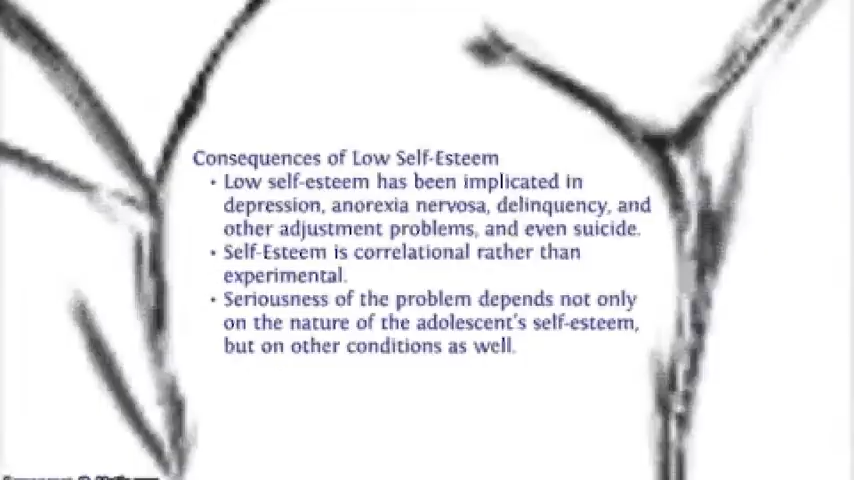 Consequences of Low Self-Esteem
• Low self-esteem has been implicated in
depression, anorexia nervosa, delinquency, and
other adjustment problems, and even suicide.
• Self-Esteem is correlational rather than
experimental.
• Seriousness of the problem depends not only
on the nature of the adolescent's self-esteem,
but on other conditions as well.